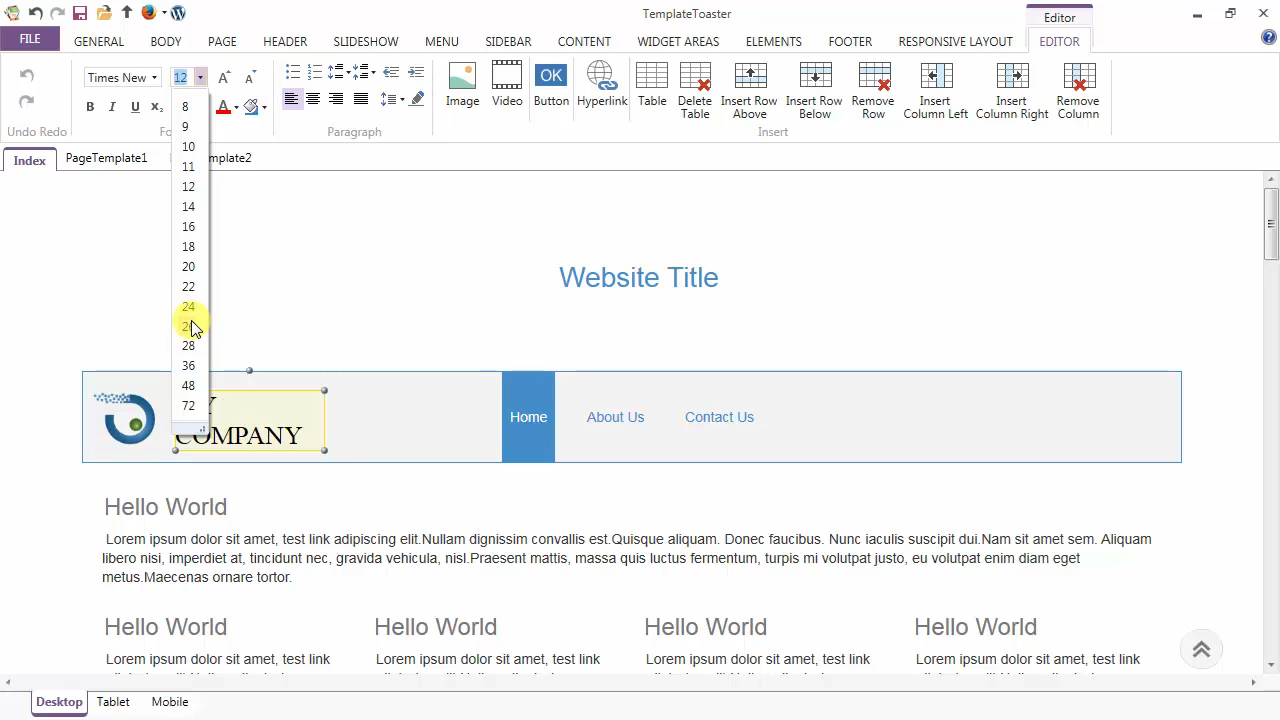 TemplateToaster
Editor
FILE
GENERAL
BODY
PAGE
HEADER
SLIDESHOW
MENU
SIDEBAR
CONTENT
WIDGET AREAS
ELEMENTS
FOOTER
RESPONSIVE LAYOUT
EDITOR
Times New
12
Image
Video
OK
Button
Hyperlink
Table
Delete Table
Insert Row Above
Insert Row Below
Remove Row
Insert Column Left
Insert Column Right
Remove Column
Undo Redo
Paragraph
Insert
Index
PageTemplate1
8
9
10
11
12
14
16
18
20
22
24
28
36
48
72
Website Title
COMPANY
Home
About Us
Contact Us
Hello World
Lorem ipsum dolor sit amet, test link adipiscing elit.Nullam dignissim convallis est.Quisque aliquam. Donec faucibus. Nunc iaculis suscipit dui.Nam sit amet sem. Aliquam
libero nisi, imperdiet at, tincidunt nec, gravida vehicula, nisl.Praesent mattis, massa quis luctus fermentum, turpis mi volutpat justo, eu volutpat enim diam eget
metus.Maecenas ornare tortor.
Hello World
Hello World
Hello World
Hello World
Lorem ipsum dolor sit amet, test link
Lorem ipsum dolor sit amet, test link
Lorem ipsum dolor sit amet, test link
Lorem ipsum dolor sit amet, test link
Desktop
Tablet
Mobile